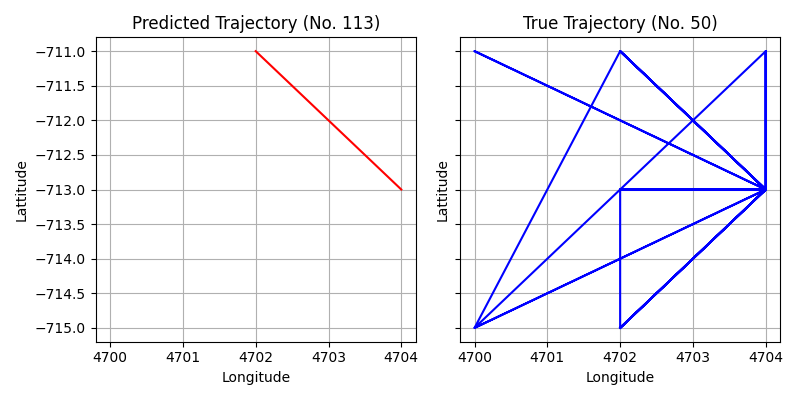 Predicted Trajectory (No. 113)
True Trajectory (No. 50)
−711.0
−711.5
−712.0
−712.5
−713.0
−713.5
−714.0
−714.5
−715.0
Lattitude
Lattitude
4700 4701 4702 4703 4704
4700 4701 4702 4703 4704
Longitude
Longitude